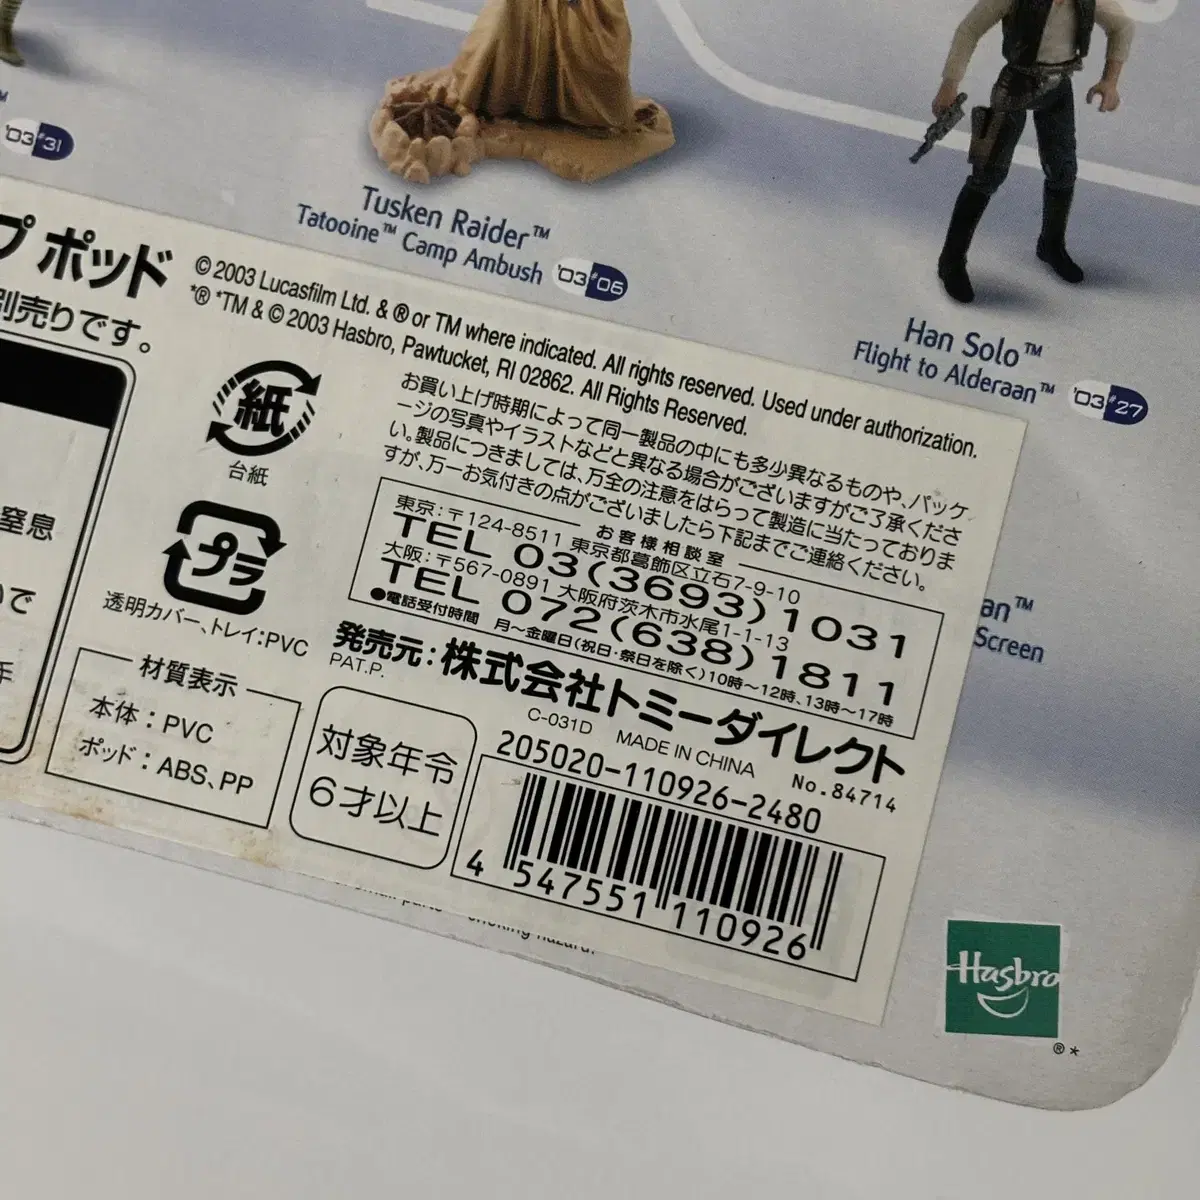 '03 #31
Tusken Raider™
Tatooine™ Camp Ambush '03 #06
Han Solo™
Flight to Alderaan™ '03 #27
プ ポッド
別売りです。
© 2003 Lucasfilm Ltd. & ® or TM where indicated. All rights reserved. Used under authorization.
*® *TM & © 2003 Hasbro, Pawtucket, RI 02862. All Rights Reserved.
紙
台紙
プラ
透明カバー、トレイ:PVC
お買い上げ時期によって同一製品の中にも多少異なるものや、パッケ
ージの写真やイラストなどと異なる場合がございますがご了承くださ
い。製品につきましては、万全の注意をはらって製造に当たっておりま
すが、万一お気付きの点がございましたら下記までご連絡ください。
お客様相談室
東京:〒124-8511 東京都葛飾区立石7-9-10
TEL 03(3693)1031
大阪:〒567-0891 大阪府茨木市水尾1-1-13
TEL 072(638)1811
●電話受付時間 月〜金曜日(祝日・祭日を除く)10時〜12時、13時〜17時
発売元:株式会社トミーダイレクト
PAT.P.
C-031D MADE IN CHINA No.84714
窒息
いで
材質表示
本体:PVC
ポッド:ABS、PP
対象年令
6才以上
205020-110926-2480
4 547551 110926
an™
Screen
Hasbro
®*